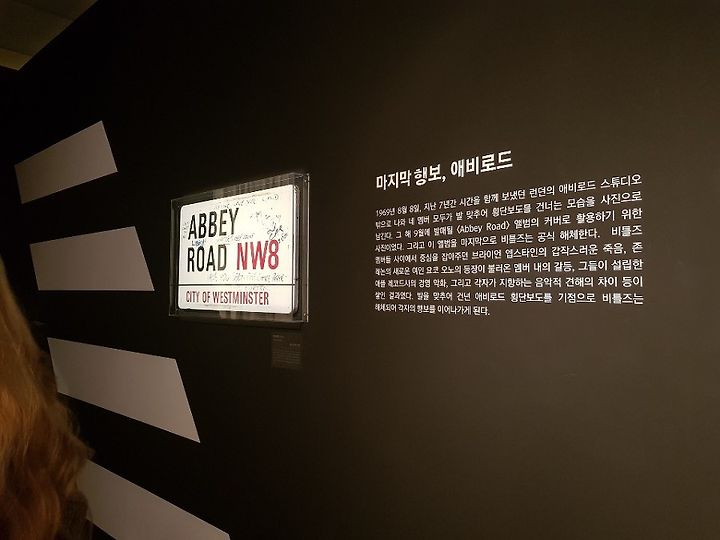 ABBEY
ROAD NW8
CITY OF WESTMINSTER
마지막 행보, 애비로드
1969년 8월 8일, 지난 7년간 시간을 함께 보냈던 런던의 애비로드 스튜디오
밖으로 나와 네 멤버 모두가 발 맞추어 횡단보도를 건너는 모습을 사진으로
남긴다. 그 해 9월에 발매될 <Abbey Road> 앨범의 커버로 활용하기 위한
사진이었다. 그리고 이 앨범을 마지막으로 비틀즈는 공식 해체한다. 비틀즈
멤버들 사이에서 중심을 잡아주던 브라이언 엡스타인의 갑작스러운 죽음, 존
레논의 새로운 여인 요코 오노의 등장이 불러온 멤버 내의 갈등, 그들이 설립한
애플 레코드사의 경영 악화, 그리고 각자가 지향하는 음악적 견해의 차이 등이
쌓인 결과였다. 발을 맞추어 건넌 애비로드 횡단보도를 기점으로 비틀즈는
해체되어 각자의 행보를 이어나가게 된다.